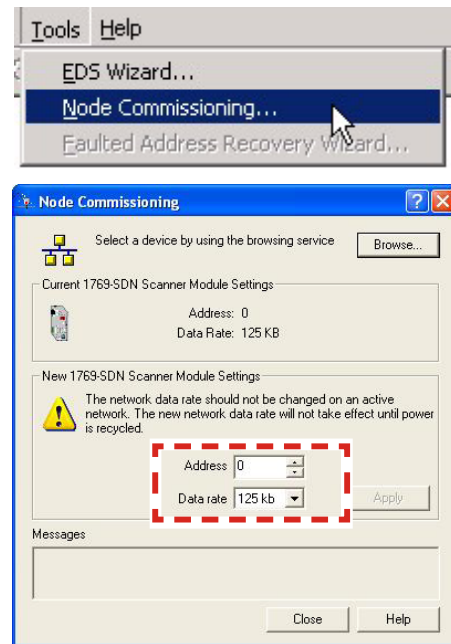 Tools Help
EDS Wizard...
Node Commissioning...
Faulted Address Recovery Wizard...
Node Commissioning
Select a device by using the browsing service
Browse...
Current 1769-SDN Scanner Module Settings
Address: 0
Data Rate: 125 KB
New 1769-SDN Scanner Module Settings
The network data rate should not be changed on an active
network. The new network data rate will not take effect until power
is recycled.
Address 0
Data rate 125 kb
Apply
Messages
Close Help